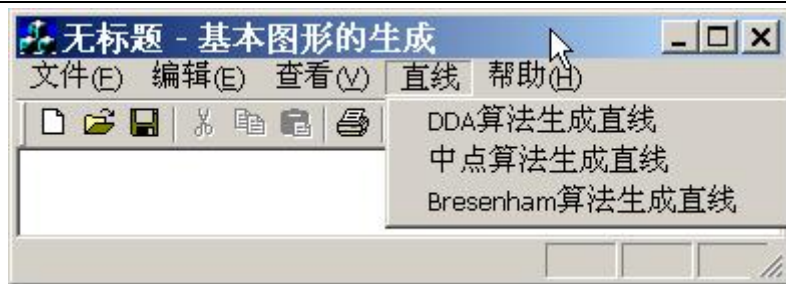 无标题 - 基本图形的生成
文件(F) 编辑(E) 查看(V) 直线 帮助(H)
DDA算法生成直线
中点算法生成直线
Bresenham算法生成直线